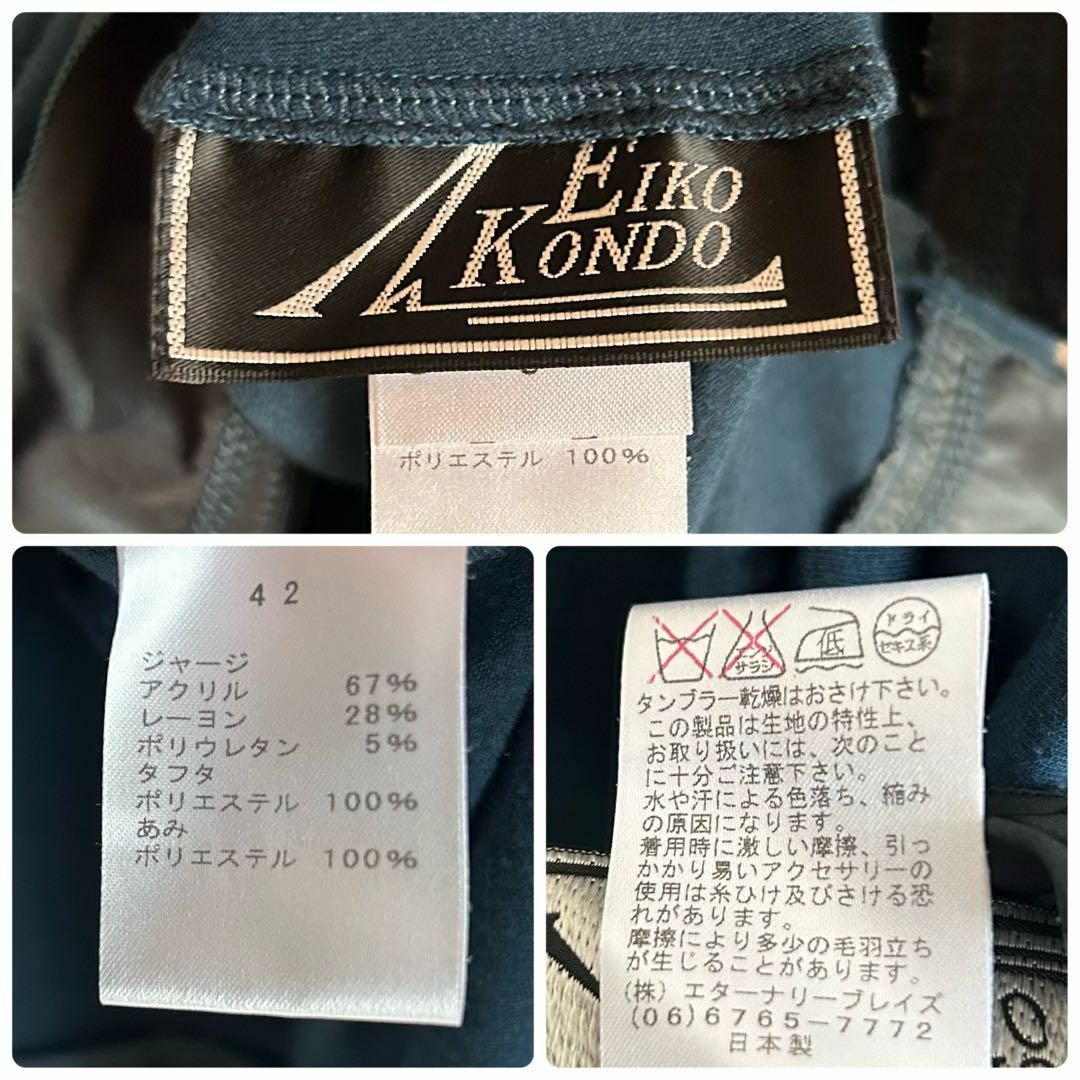 EIKO
KONDO
ポリエステル 100%
42
ジャージ
アクリル 67%
レーヨン 28%
ポリウレタン 5%
タフタ
ポリエステル 100%
あみ
ポリエステル 100%
エンソ
サラシ
低
ドライ
セキユ系
タンブラー乾燥はおさけ下さい。
この製品は生地の特性上、
お取り扱いには、次のこと
に十分ご注意下さい。
水や汗による色落ち、縮み
の原因になります。
着用時に激しい摩擦、引っ
かかり易いアクセサリーの
使用は糸ひけ及びさける恐
れがあります。
摩擦により多少の毛羽立ち
が生じることがあります。
(株)エターナリーブレイズ
(06)6765-7772
日本製